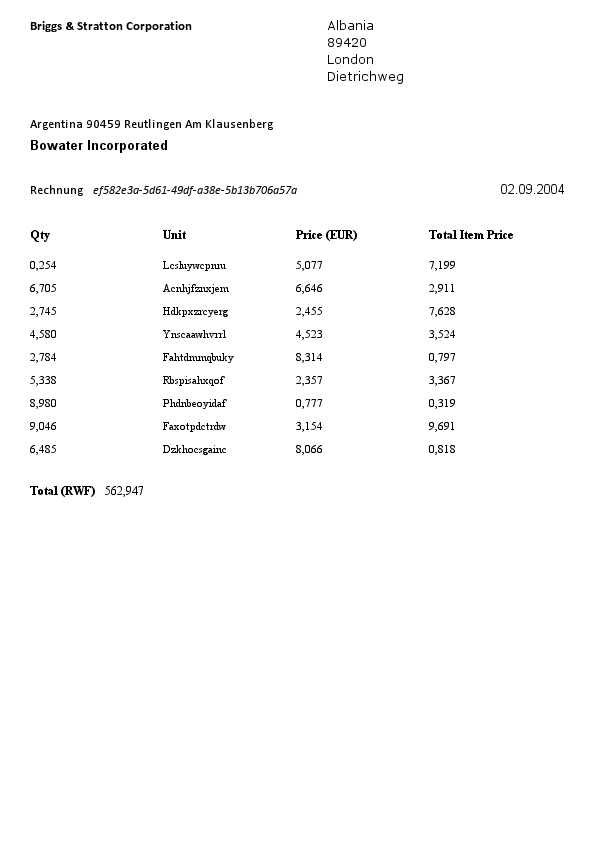 Briggs & Stratton Corporation
Albania
89420
London
Dietrichweg
Argentina 90459 Reutlingen Am Klausenberg
Bowater Incorporated
Rechnung ef582e3a-5d61-49df-a38e-5b13b706a57a 02.09.2004
Qty Unit Price (EUR) Total Item Price
0,254 5,077 7,199
6,705 Acnhjfznxjem 6,646 2,911
2,745 Hdkpxzrcyerg 2,455 7,628
4,580 Ynscaawhvrrl 4,523 3,524
2,784 Fahtdmmqbuky 8,314 0,797
5,338 Rbspisahxqof 2,357 3,367
8,980 Phdnbeoyidaf 0,777 0,319
9,046 Faxotpdctrdw 3,154 9,691
6,485 Dzkhocsgainc 8,066 0,818
Total (RWF) 562,947